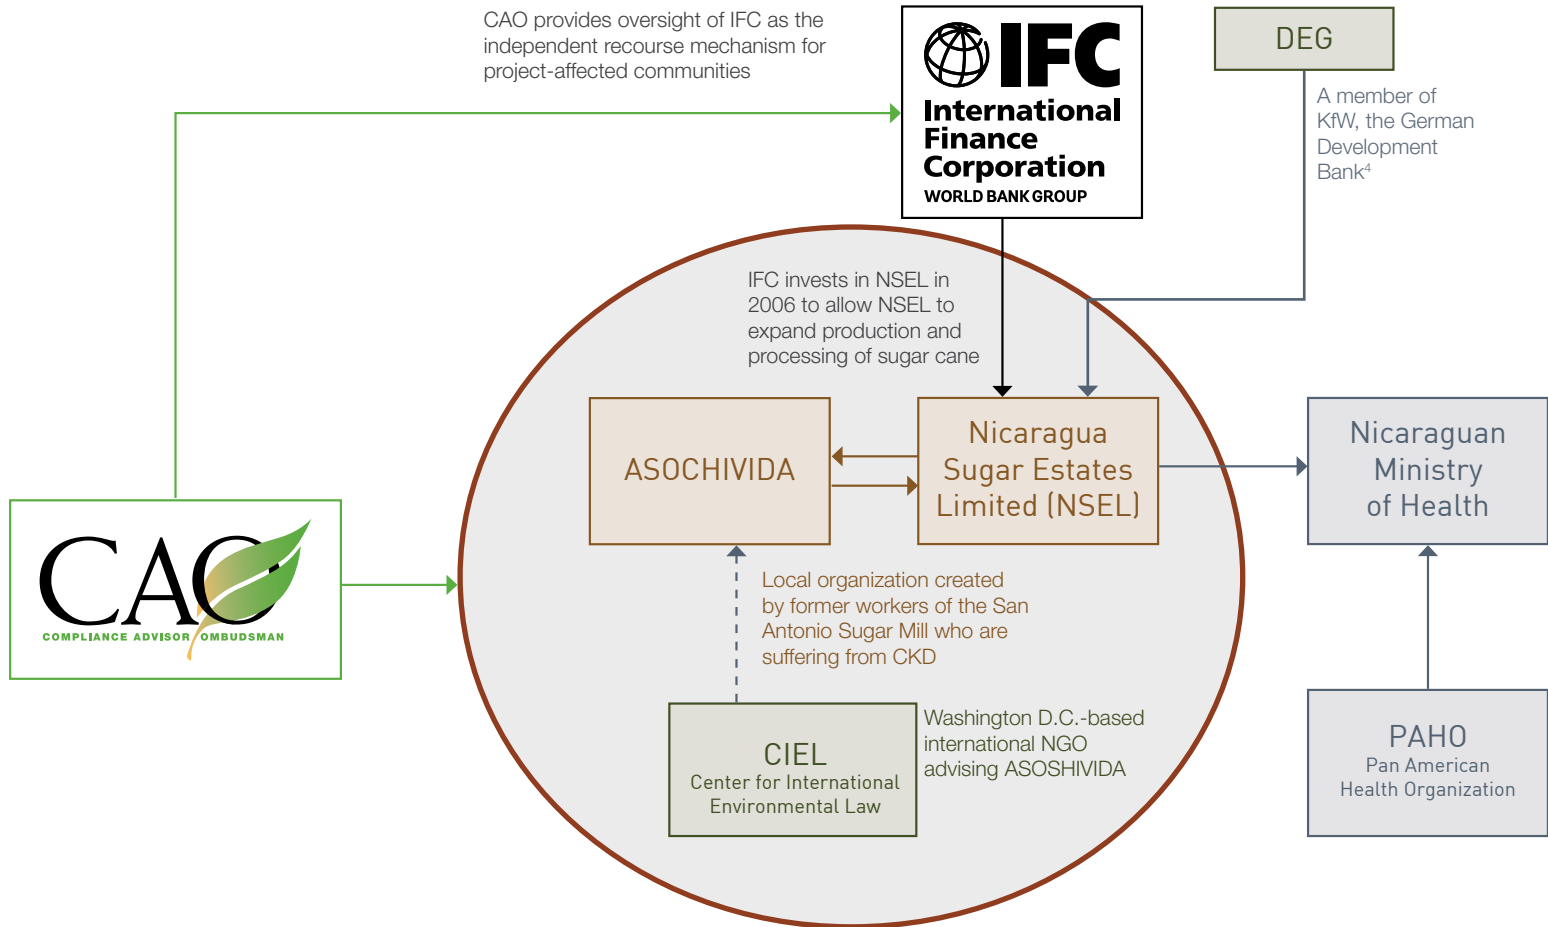 CAO provides oversight of IFC as the
independent recourse mechanism for
project-affected communities
IFC
International
Finance
Corporation
WORLD BANK GROUP
DEG
A member of
KfW, the German
Development
Bank⁴
IFC invests in NSEL in
2006 to allow NSEL to
expand production and
processing of sugar cane
ASOCHIVIDA
Nicaragua
Sugar Estates
Limited (NSEL)
Nicaraguan
Ministry
of Health
CAO
COMPLIANCE ADVISOR OMBUDSMAN
Local organization created
by former workers of the San
Antonio Sugar Mill who are
suffering from CKD
CIEL
Center for International
Environmental Law
Washington D.C.-based
international NGO
advising ASOSHIVIDA
PAHO
Pan American
Health Organization